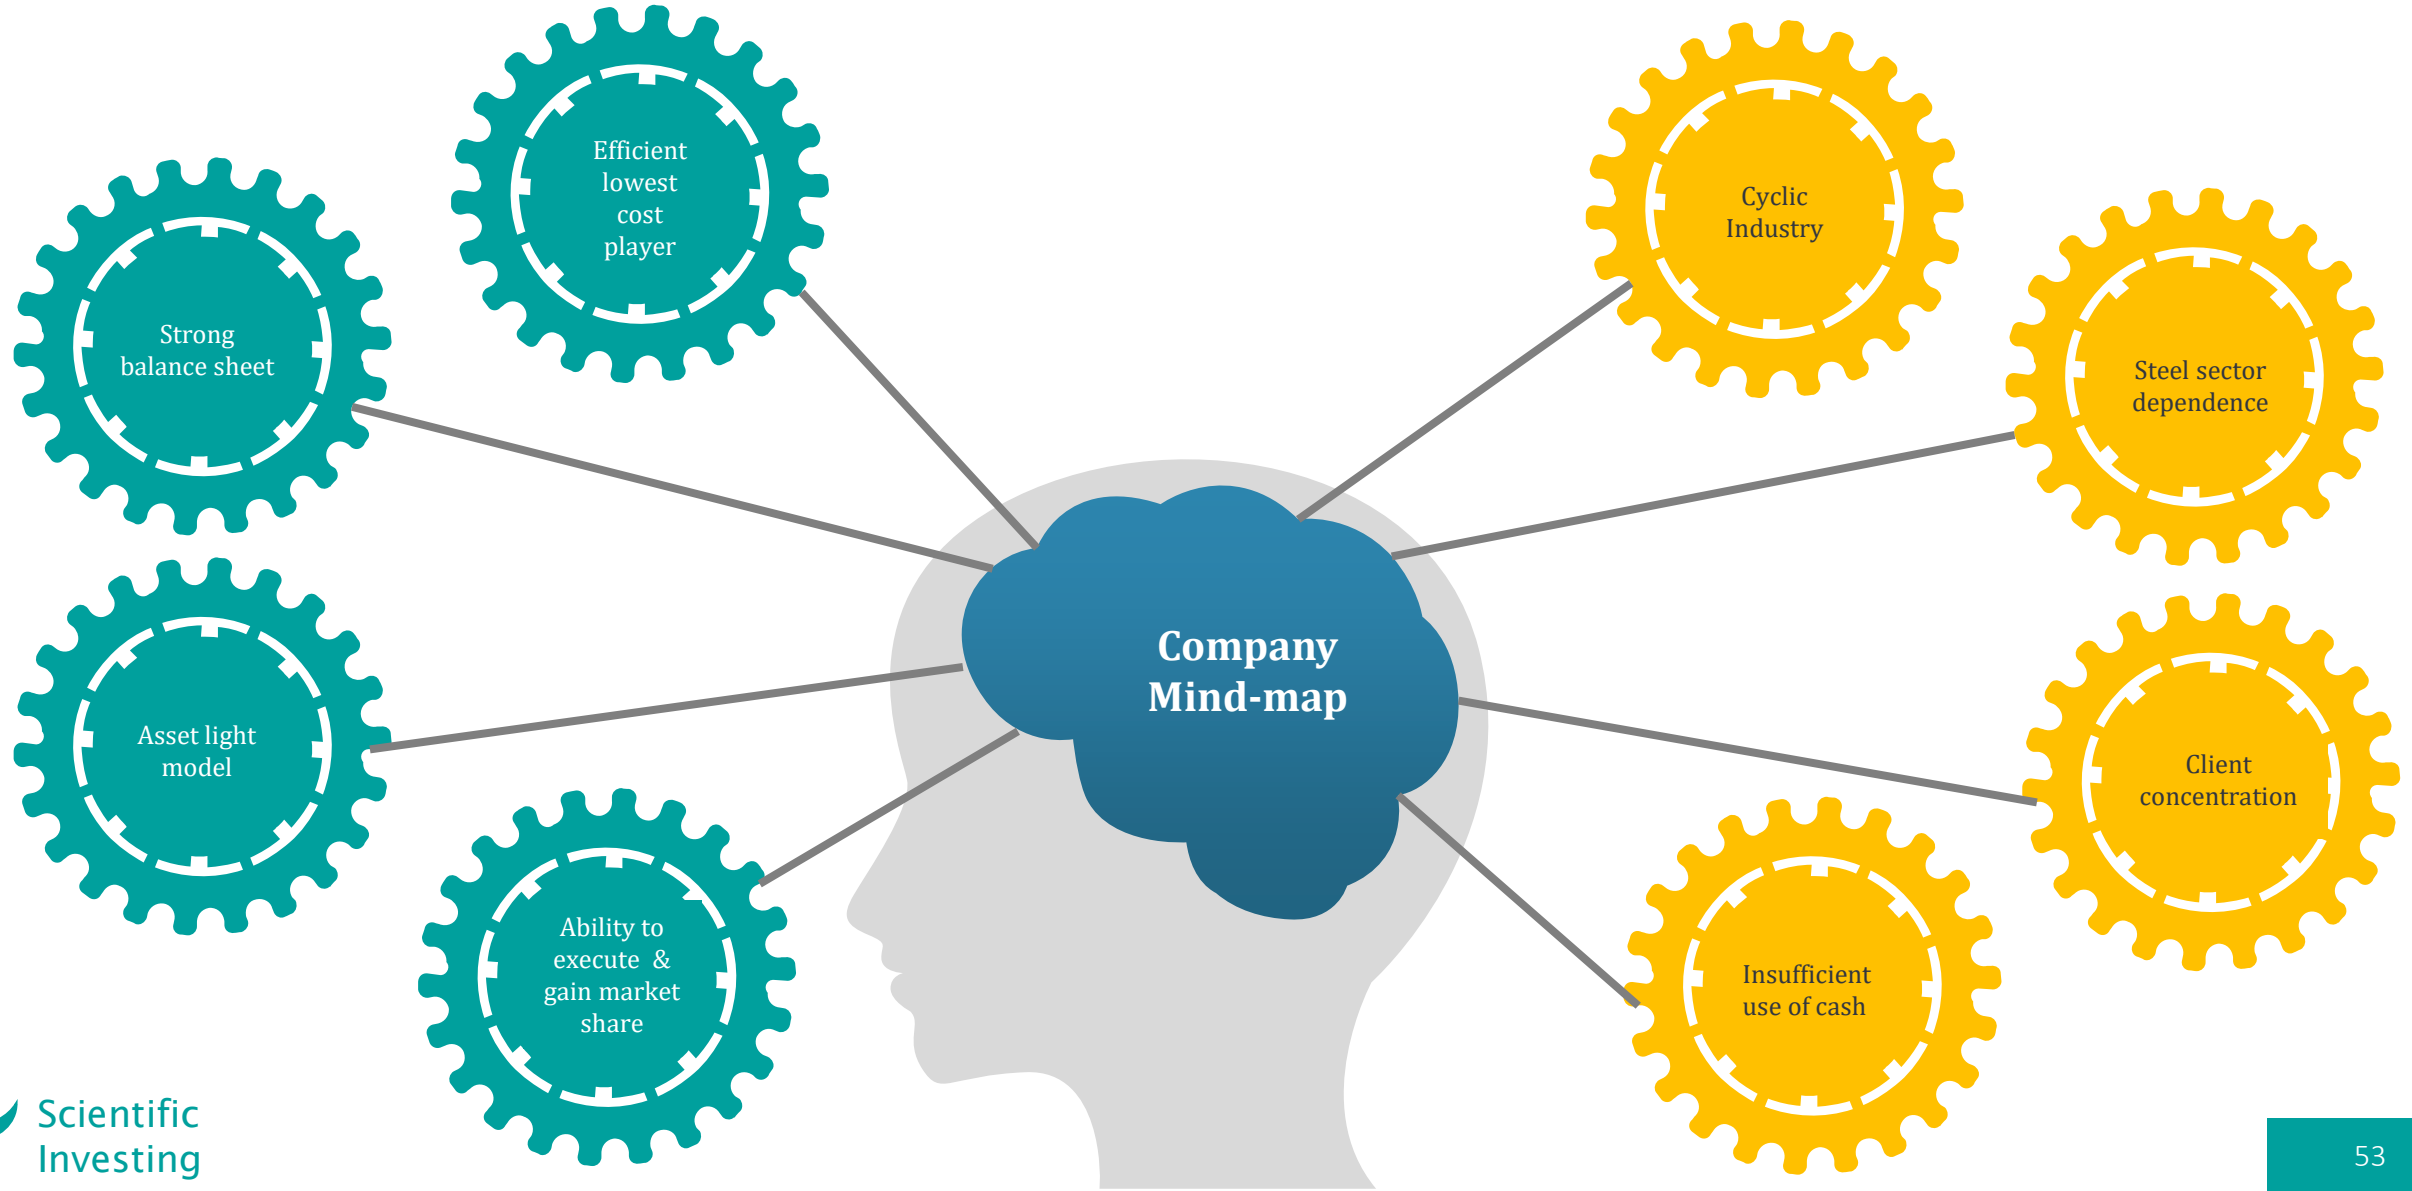 Efficient
lowest
cost
player
Strong
balance sheet
Asset light
model
Ability to
execute &
gain market
share
Company
Mind-map
Cyclic
Industry
Steel sector
dependence
Client
concentration
Insufficient
use of cash
Scientific
Investing
53